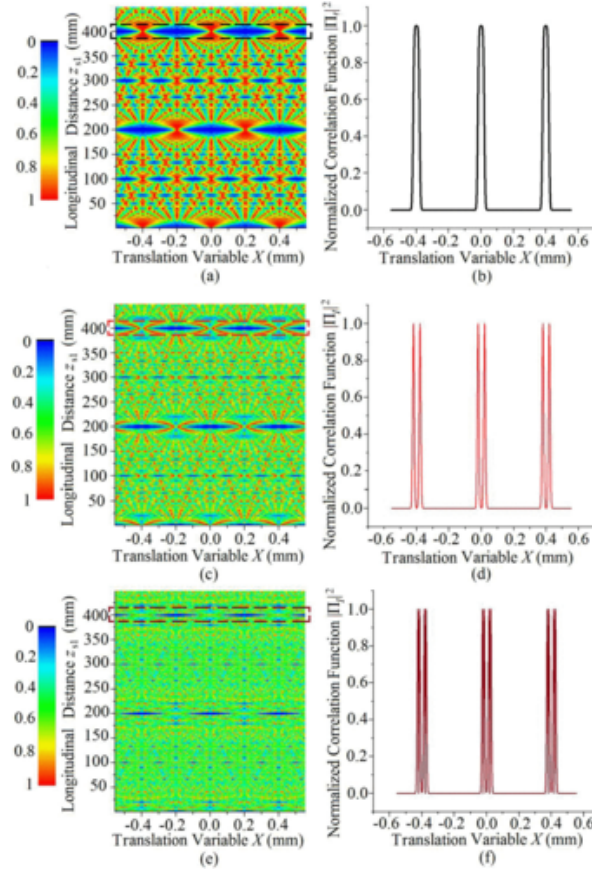 0
0.2
0.4
0.6
0.8
1
Longitudinal Distance z_s1 (mm)
400
350
300
250
200
150
100
50
-0.4 -0.2 0.0 0.2 0.4
Translation Variable X (mm)
(a)
Normalized Correlation Function |Π_I|²
1.0
0.8
0.6
0.4
0.2
0.0
-0.6 -0.4 -0.2 0.0 0.2 0.4 0.6
Translation Variable X (mm)
(b)
0
0.2
0.4
0.6
0.8
1
Longitudinal Distance z_s1 (mm)
400
350
300
250
200
150
100
50
-0.4 -0.2 0.0 0.2 0.4
Translation Variable X (mm)
(c)
Normalized Correlation Function |Π_I|²
1.0
0.8
0.6
0.4
0.2
0.0
-0.6 -0.4 -0.2 0.0 0.2 0.4 0.6
Translation Variable X (mm)
(d)
0
0.2
0.4
0.6
0.8
1
Longitudinal Distance z_s1 (mm)
400
350
300
250
200
150
100
50
-0.4 -0.2 0.0 0.2 0.4
Translation Variable X (mm)
(e)
Normalized Correlation Function |Π_I|²
1.0
0.8
0.6
0.4
0.2
0.0
-0.6 -0.4 -0.2 0.0 0.2 0.4 0.6
Translation Variable X (mm)
(f)